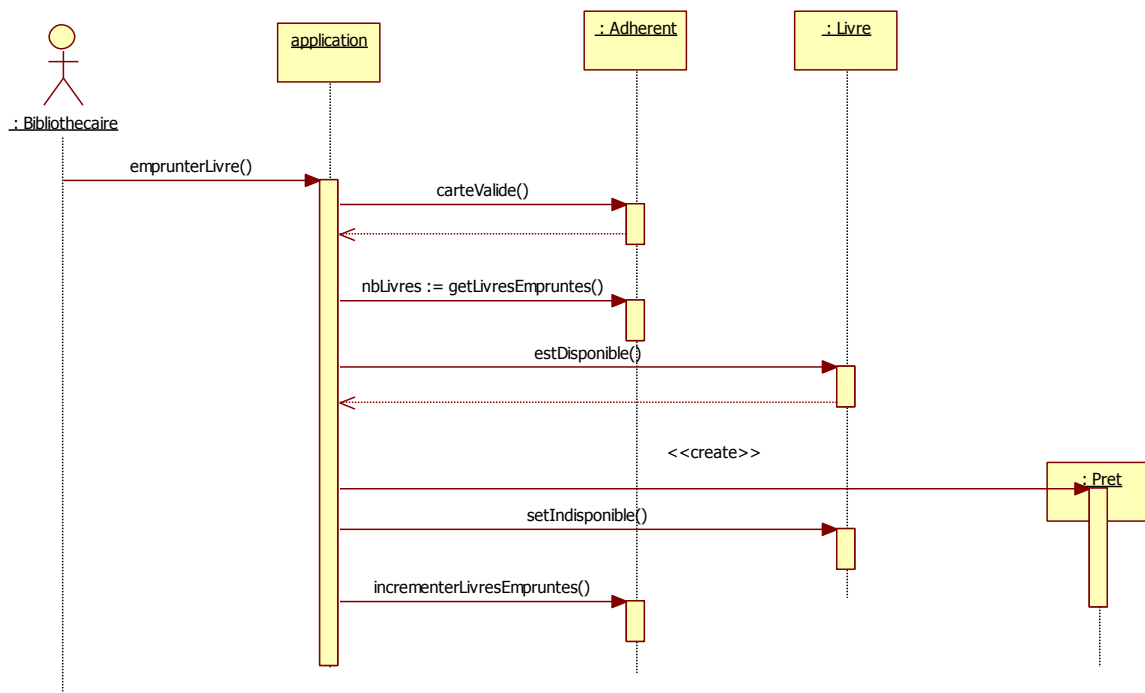 : Adherent
: Livre
application
: Bibliothecaire
emprunterLivre()
carteValide()
nbLivres := getLivresEmpruntes()
estDisponible()
<<create>>
: Pret
setIndisponible()
incrementerLivresEmpruntes()